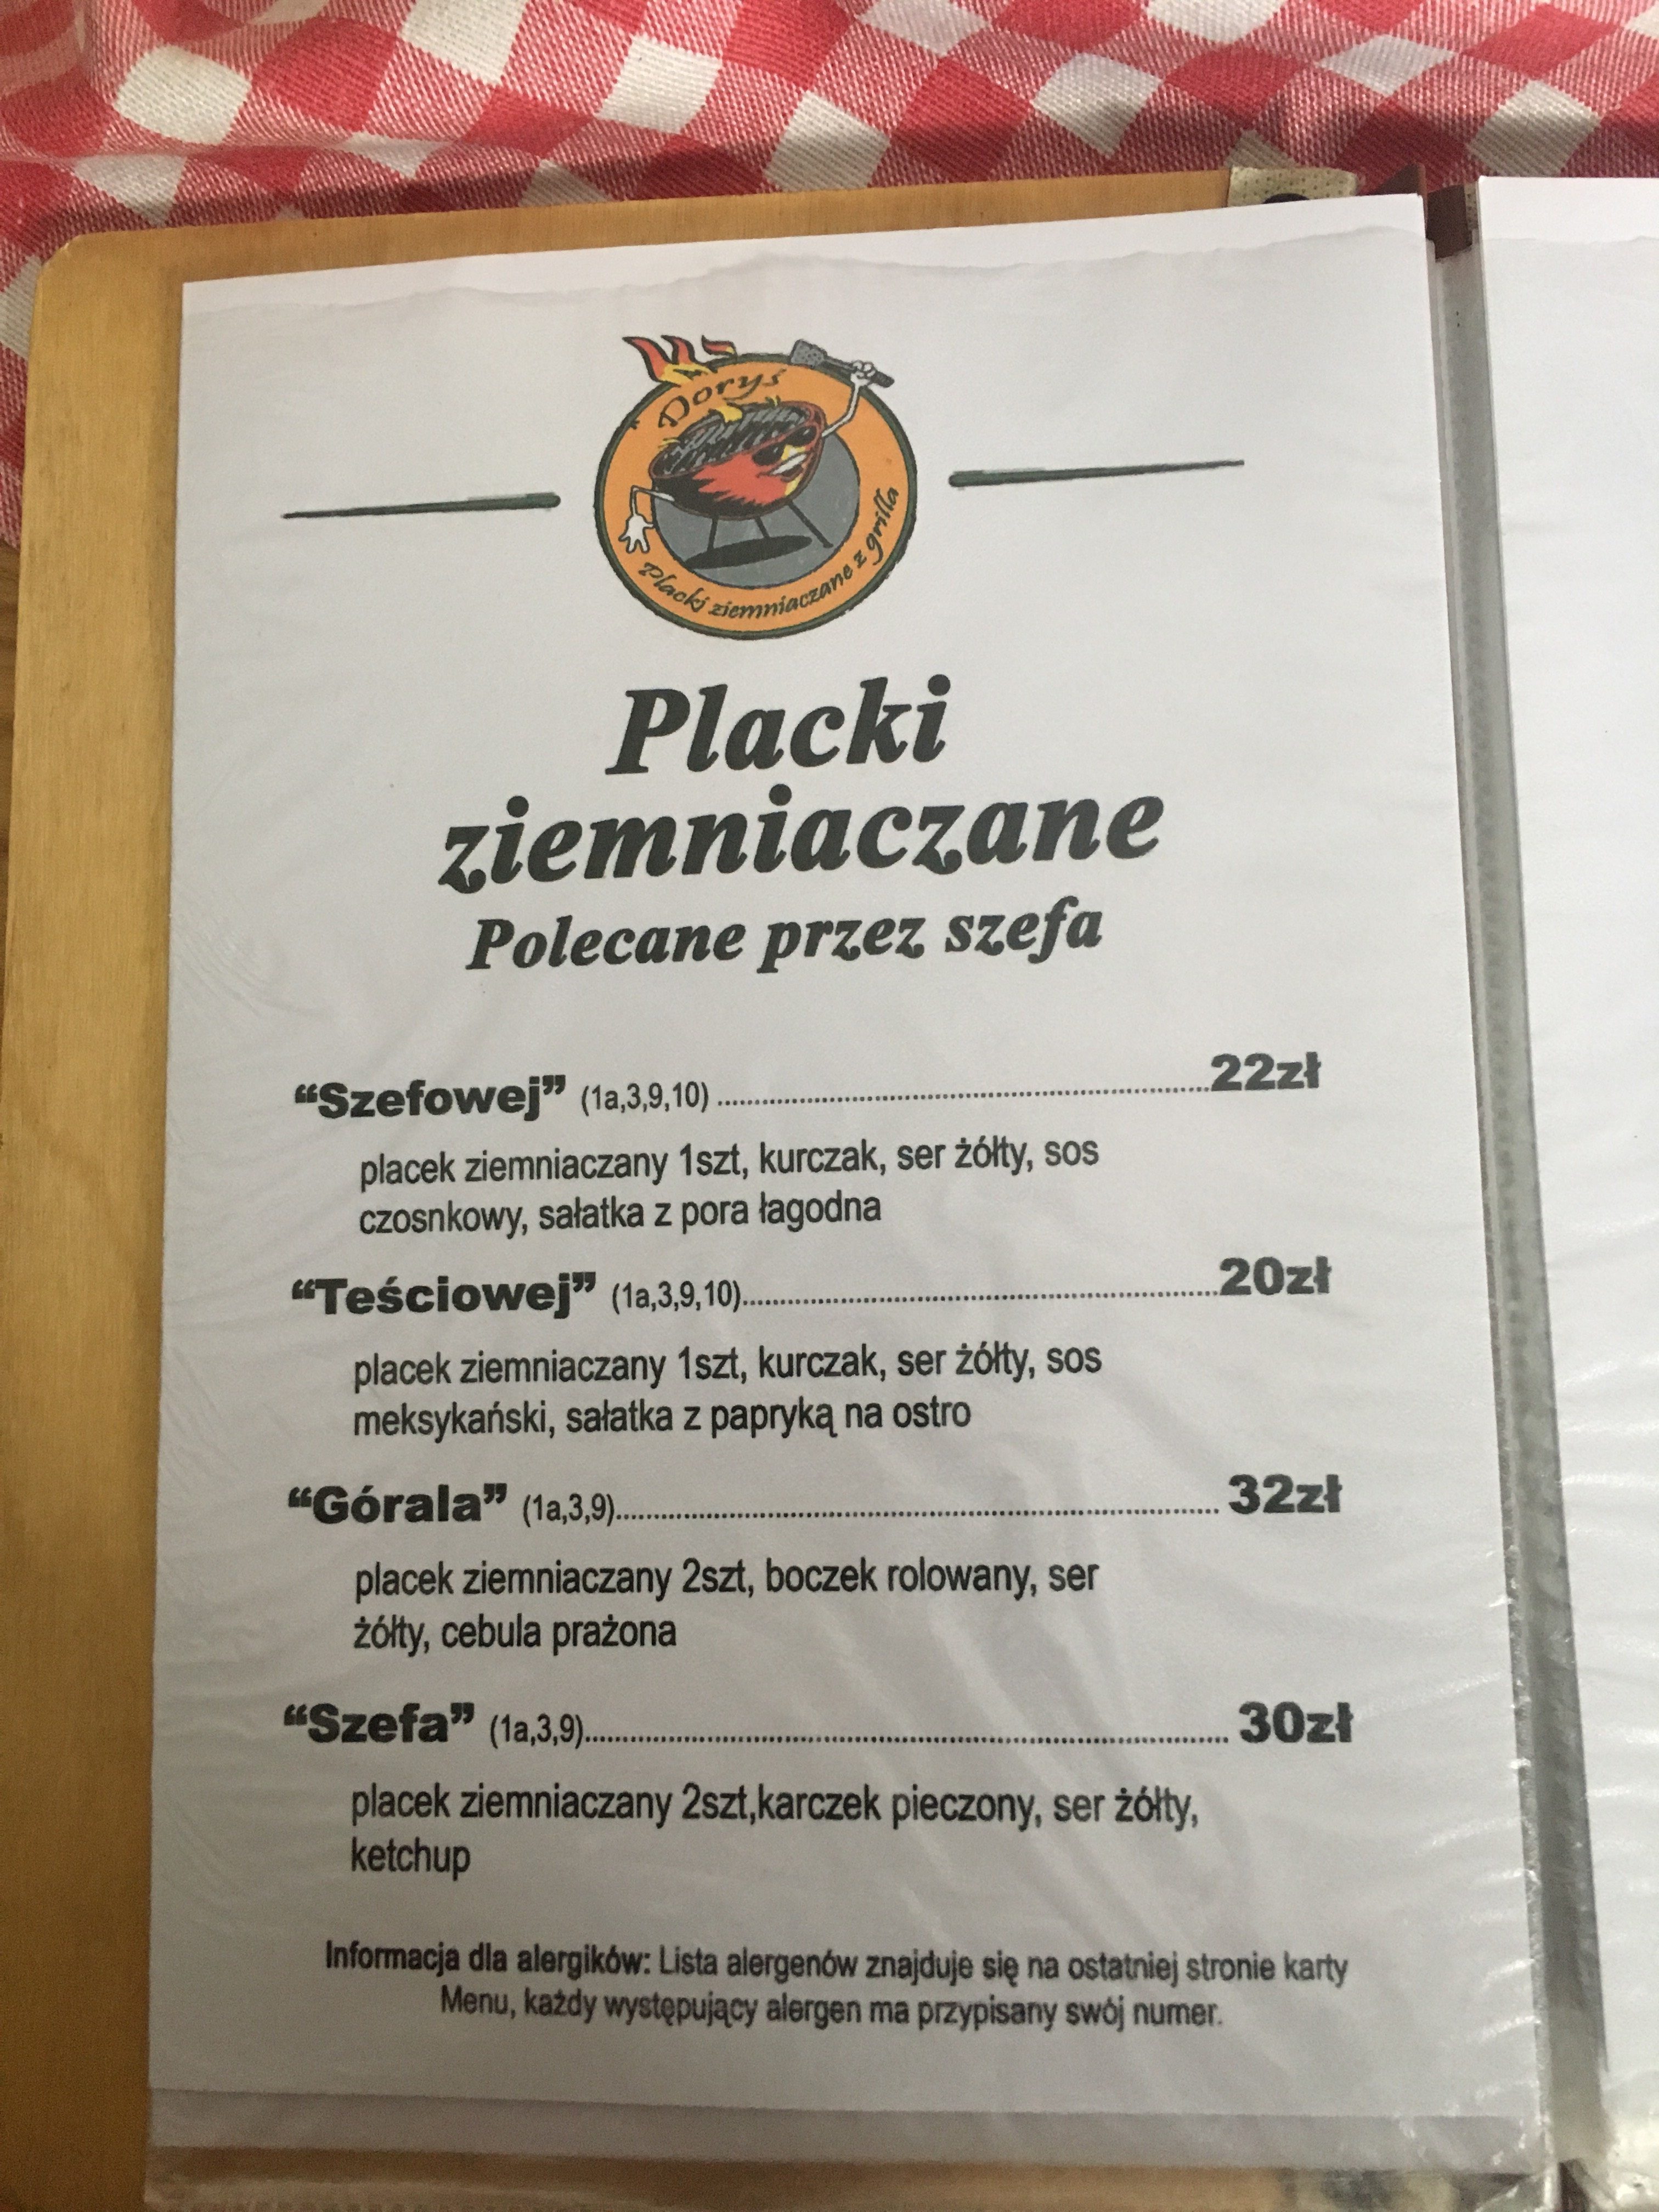 Dorys
Placki ziemniaczane z grilla
Placki
ziemniaczane
Polecane przez szefa
“Szefowej” (1a,3,9,10) ........................................ 22zł
placek ziemniaczany 1szt, kurczak, ser żółty, sos
czosnkowy, sałatka z pora łagodna
“Teściowej” (1a,3,9,10)........................................20zł
placek ziemniaczany 1szt, kurczak, ser żółty, sos
meksykański, sałatka z papryką na ostro
“Górala” (1a,3,9)........................................ 32zł
placek ziemniaczany 2szt, boczek rolowany, ser
żółty, cebula prażona
“Szefa” (1a,3,9)........................................ 30zł
placek ziemniaczany 2szt,karczek pieczony, ser żółty,
ketchup
Informacja dla alergików: Lista alergenów znajduje się na ostatniej stronie karty
Menu, każdy występujący alergen ma przypisany swój numer.